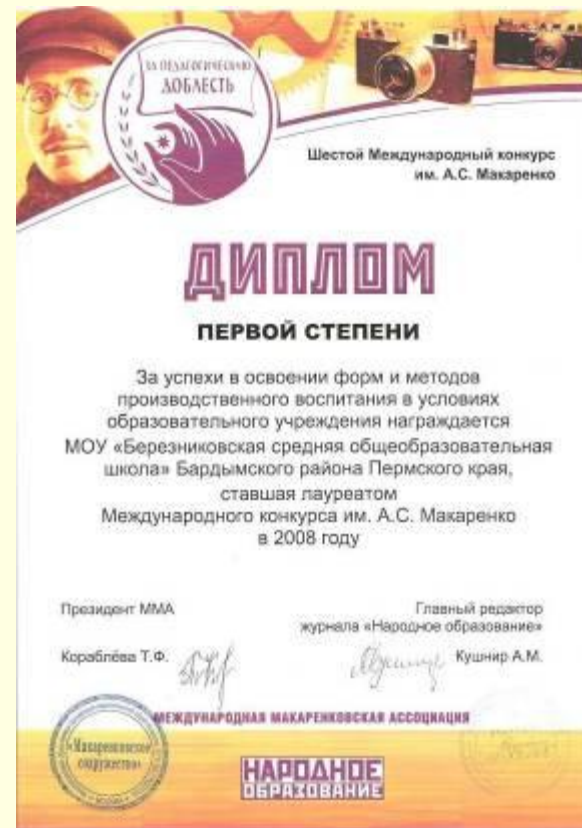 ЗА ПЕДАГОГИЧЕСКУЮ
ДОБЛЕСТЬ
Шестой Международный конкурс
им. А.С. Макаренко
ДИПЛОМ
ПЕРВОЙ СТЕПЕНИ
За успехи в освоении форм и методов
производственного воспитания в условиях
образовательного учреждения награждается
МОУ «Березниковская средняя общеобразовательная
школа» Бардымского района Пермского края,
ставшая лауреатом
Международного конкурса им. А.С. Макаренко
в 2008 году
Президент ММА
Главный редактор
журнала «Народное образование»
Кораблёва Т.Ф.
Кушнир А.М.
МЕЖДУНАРОДНАЯ МАКАРЕНКОВСКАЯ АССОЦИАЦИЯ
«Макаренковское
содружество»
НАРОДНОЕ
ОБРАЗОВАНИЕ